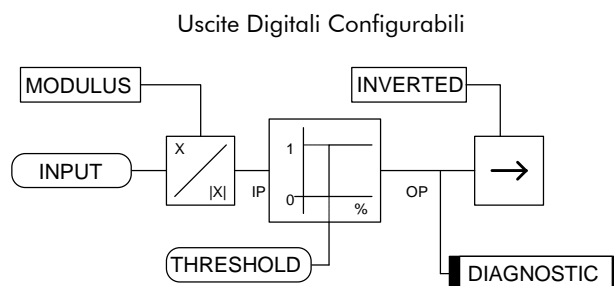 Uscite Digitali Configurabili
MODULUS
INVERTED
X
|X|
INPUT
IP
1
0
%
OP
THRESHOLD
DIAGNOSTIC